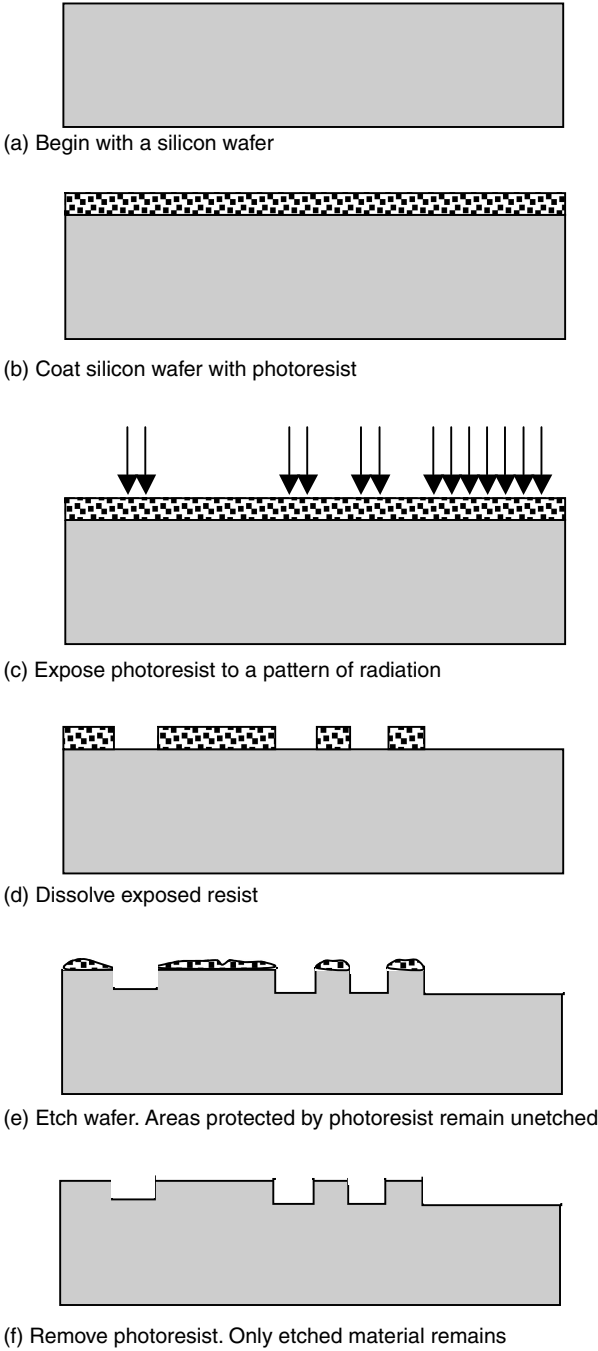 (a) Begin with a silicon wafer
(b) Coat silicon wafer with photoresist
(c) Expose photoresist to a pattern of radiation
(d) Dissolve exposed resist
(e) Etch wafer. Areas protected by photoresist remain unetched
(f) Remove photoresist. Only etched material remains